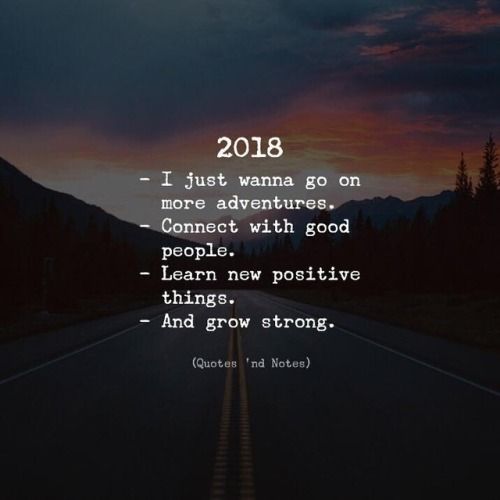 2018
- I just wanna go on
more adventures.
- Connect with good
people.
- Learn new positive
things.
- And grow strong.
(Quotes 'nd Notes)